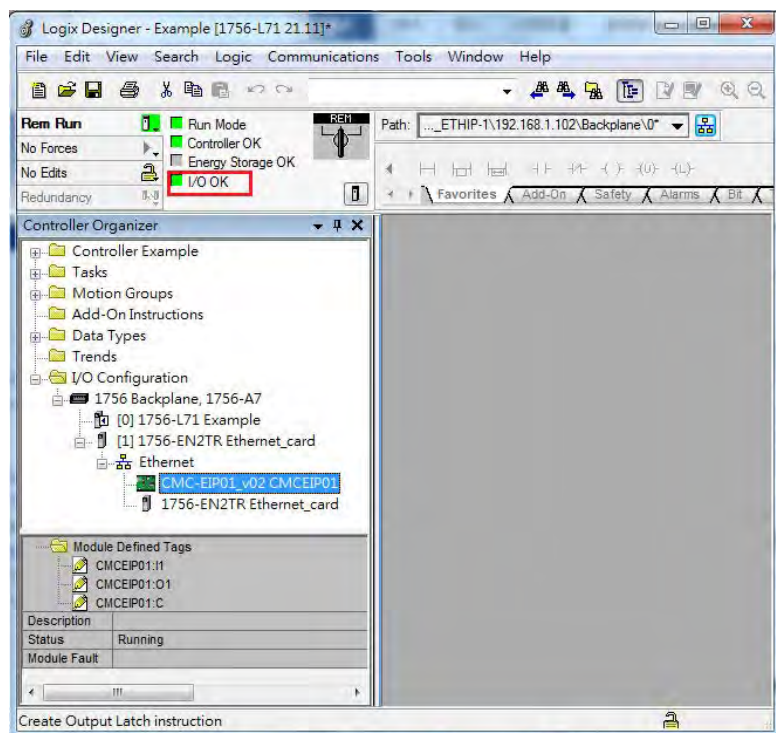 Logix Designer - Example [1756-L71 21.11]*
File Edit View Search Logic Communications Tools Window Help
Rem Run
No Forces
No Edits
Redundancy
Run Mode
Controller OK
Energy Storage OK
I/O OK
REM
Path: ..._ETHIP-1\192.168.1.102\Backplane\0*
Favorites Add-On Safety Alarms Bit
Controller Organizer
Controller Example
Tasks
Motion Groups
Add-On Instructions
Data Types
Trends
I/O Configuration
1756 Backplane, 1756-A7
[0] 1756-L71 Example
[1] 1756-EN2TR Ethernet_card
Ethernet
CMC-EIP01_v02 CMCEIP01
1756-EN2TR Ethernet_card
Module Defined Tags
CMCEIP01:I1
CMCEIP01:O1
CMCEIP01:C
Description
Status Running
Module Fault
Create Output Latch instruction